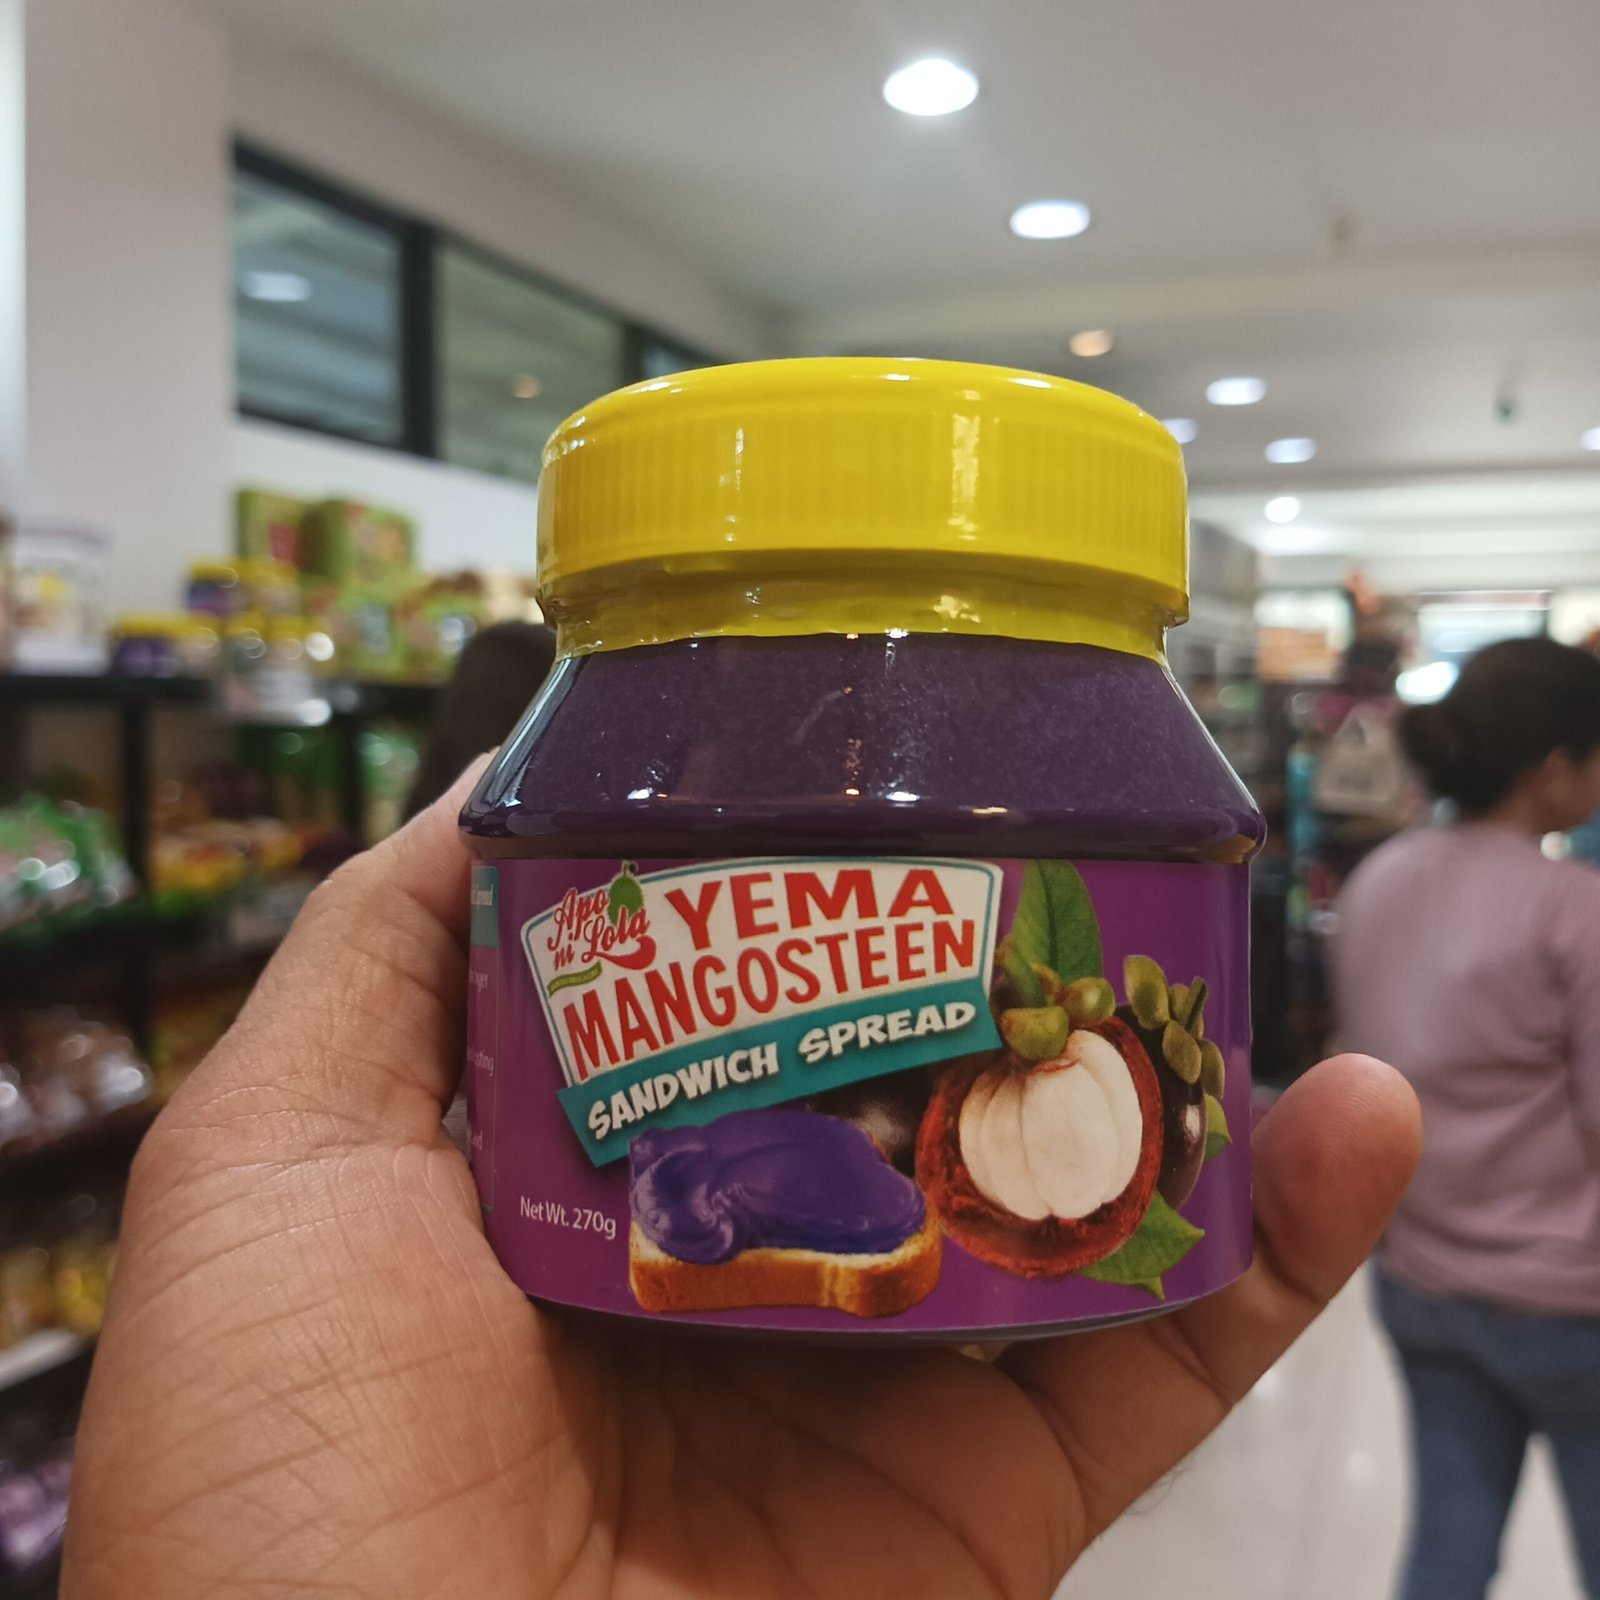 Apo
ni Lola
YEMA
MANGOSTEEN
SANDWICH SPREAD
Net Wt. 270g